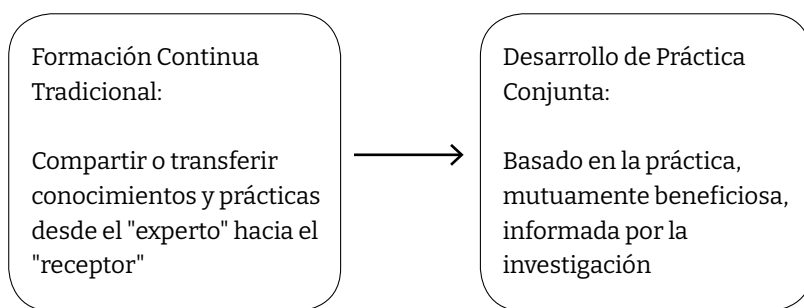 Formación Continua
Tradicional:
Compartir o transferir
conocimientos y prácticas
desde el "experto" hacia el
"receptor"
Desarrollo de Práctica
Conjunta:
Basado en la práctica,
mutuamente beneficiosa,
informada por la
investigación